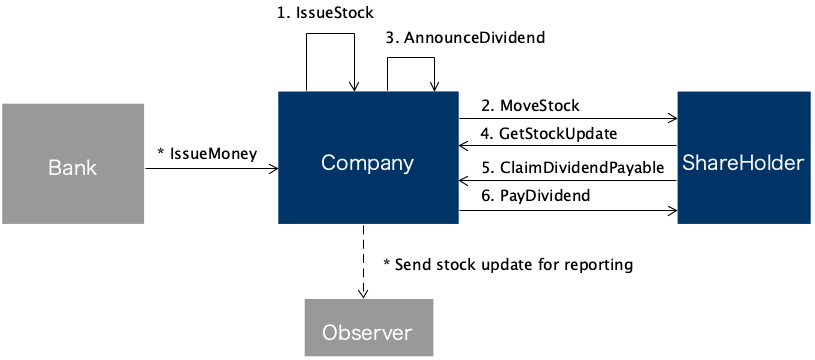 1. IssueStock
3. AnnounceDividend
2. MoveStock
4. GetStockUpdate
Bank
* IssueMoney
Company
ShareHolder
5. ClaimDividendPayable
6. PayDividend
* Send stock update for reporting
Observer